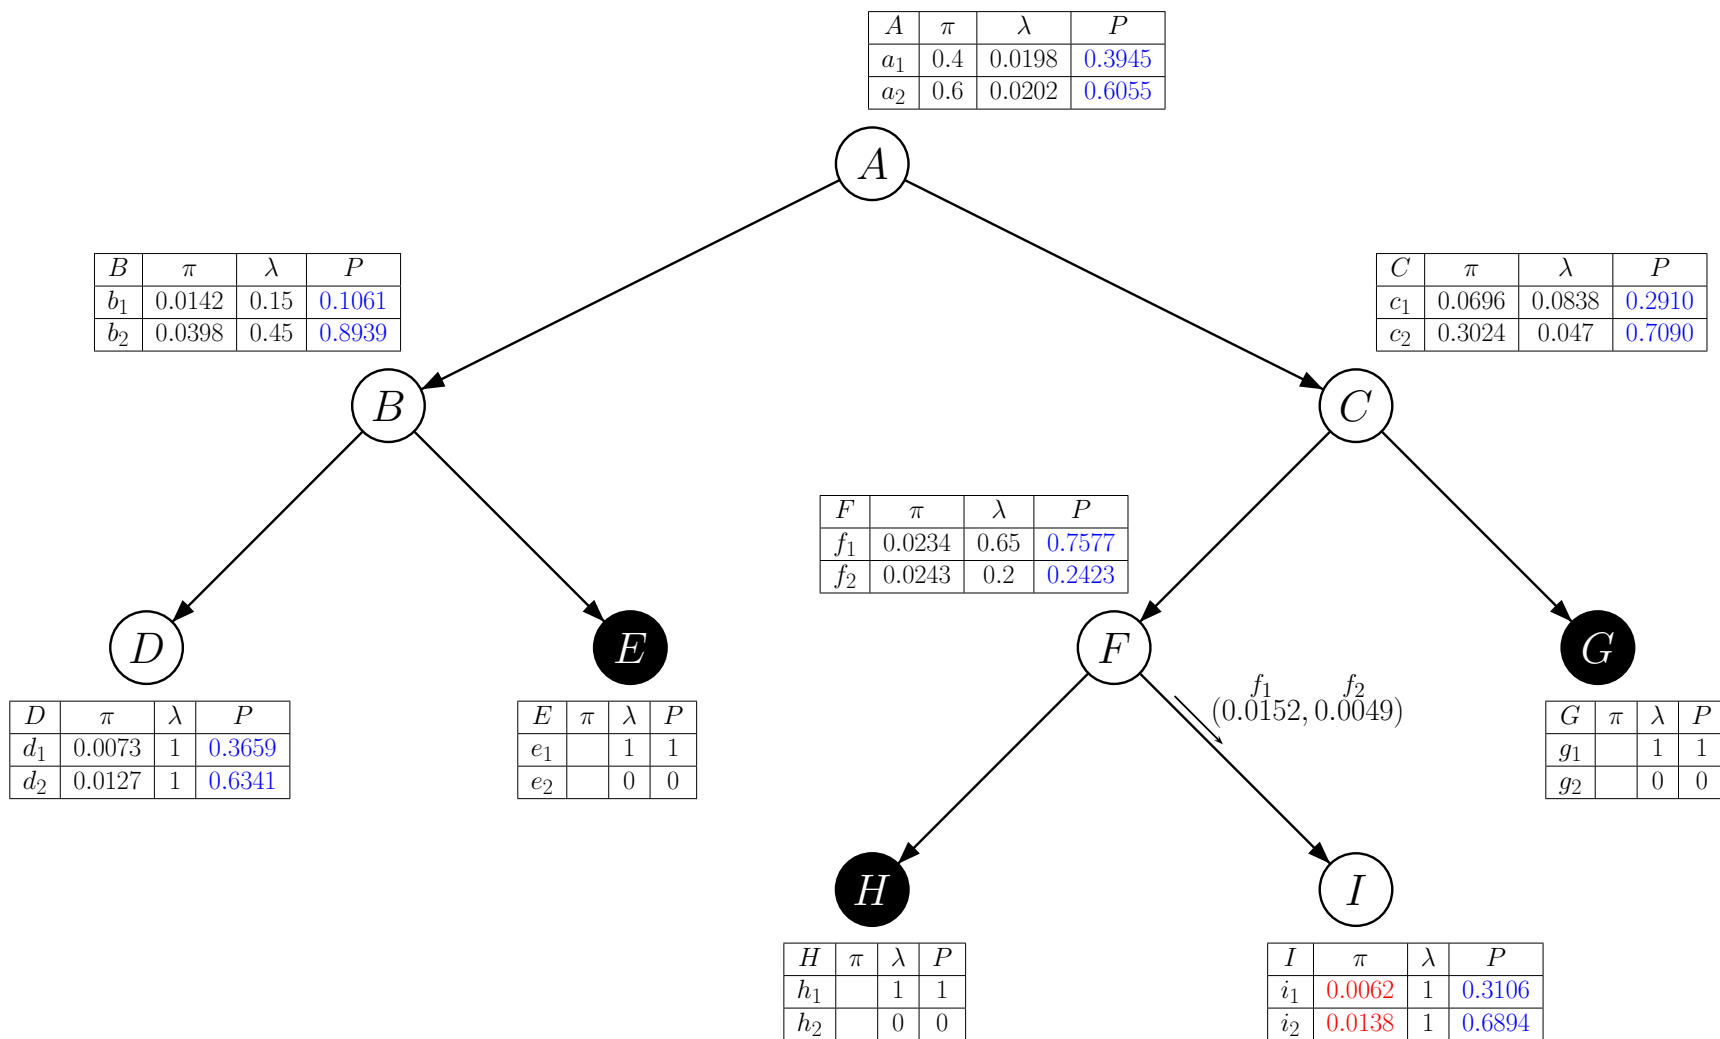 A π λ P
a₁ 0.4 0.0198 0.3945
a₂ 0.6 0.0202 0.6055
A
B π λ P
b₁ 0.0142 0.15 0.1061
b₂ 0.0398 0.45 0.8939
C π λ P
c₁ 0.0696 0.0838 0.2910
c₂ 0.3024 0.047 0.7090
B
C
F π λ P
f₁ 0.0234 0.65 0.7577
f₂ 0.0243 0.2 0.2423
D
E
F
G
f₁ f₂
(0.0152, 0.0049)
D π λ P
d₁ 0.0073 1 0.3659
d₂ 0.0127 1 0.6341
E π λ P
e₁ 1 1
e₂ 0 0
G π λ P
g₁ 1 1
g₂ 0 0
H
I
H π λ P
h₁ 1 1
h₂ 0 0
I π λ P
i₁ 0.0062 1 0.3106
i₂ 0.0138 1 0.6894